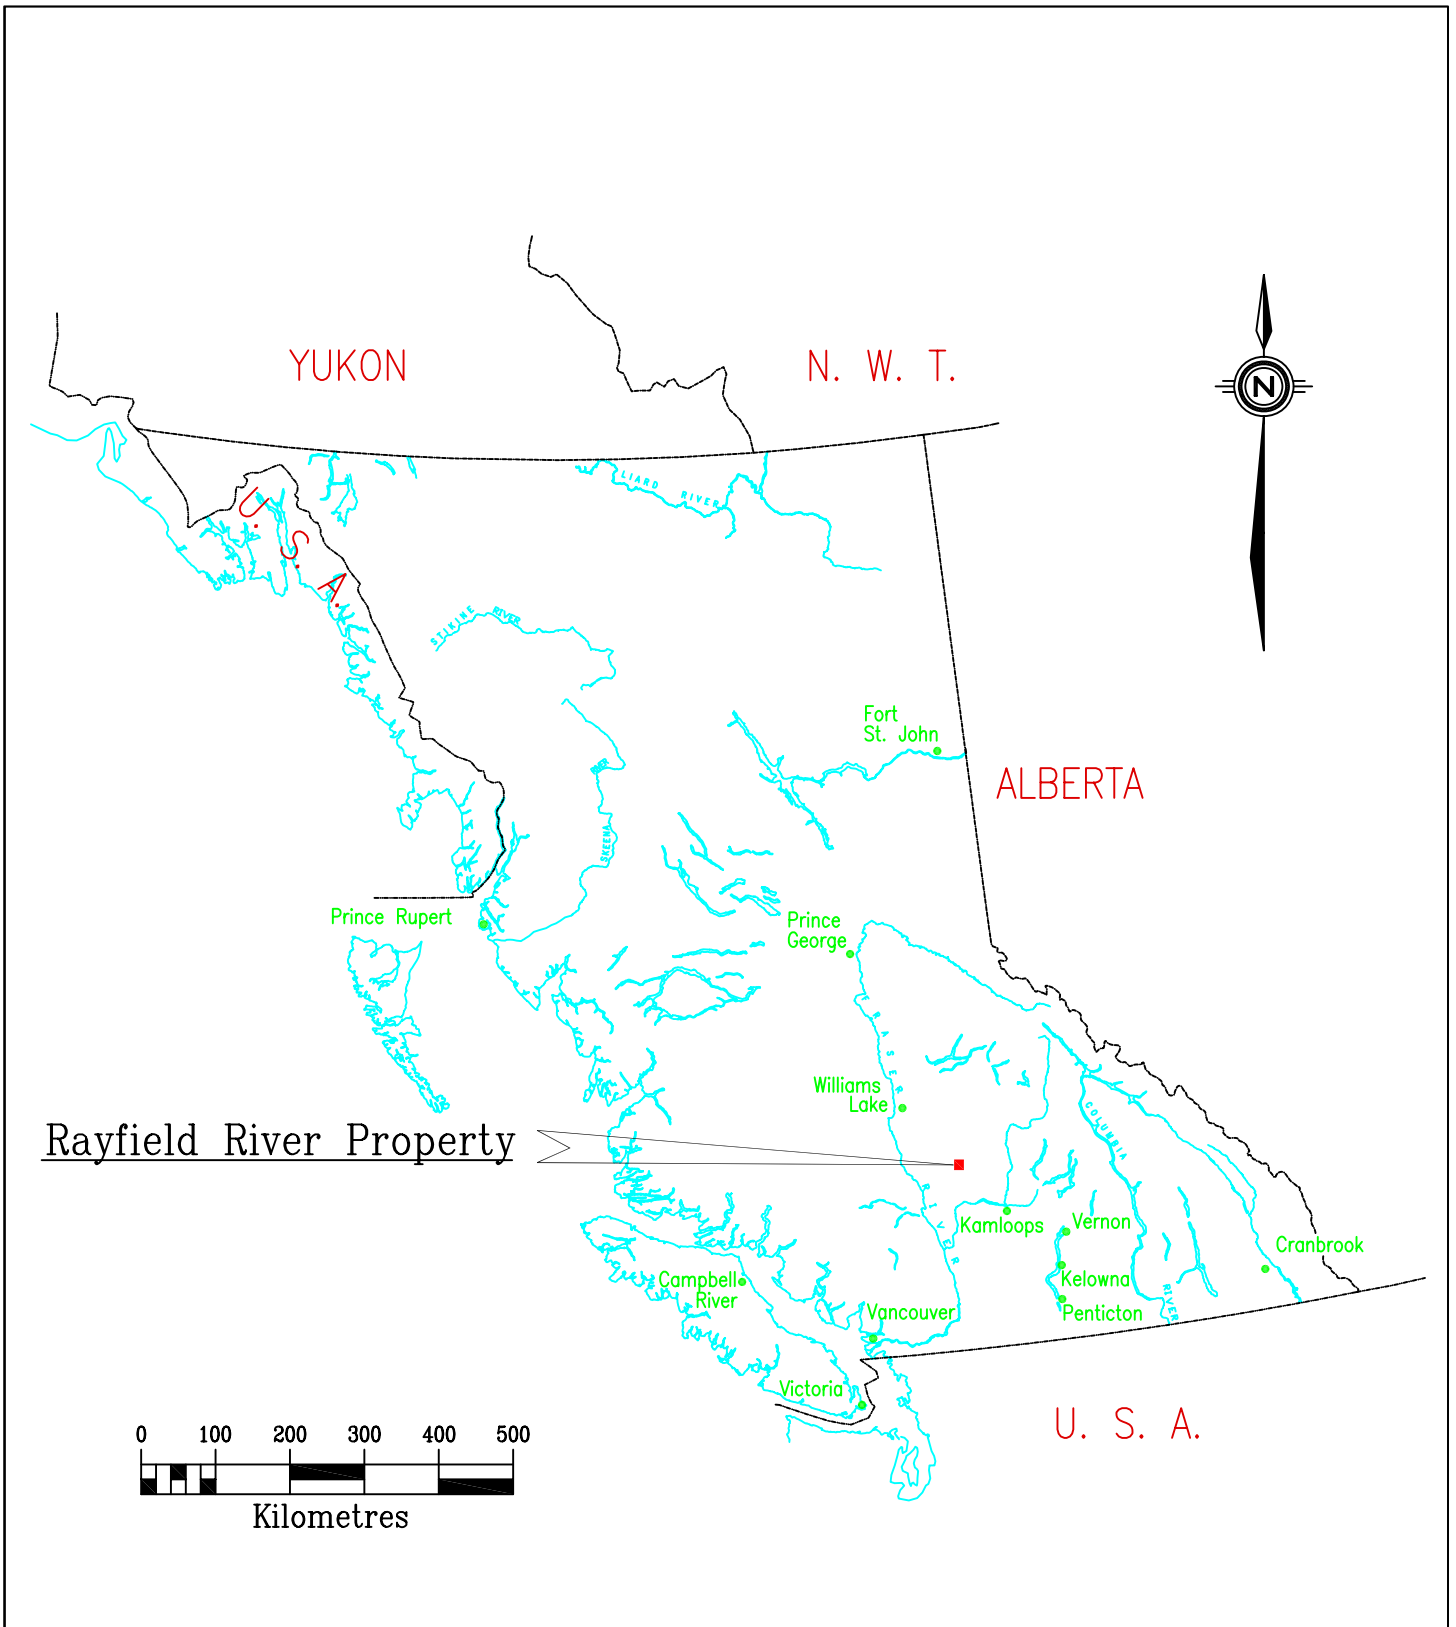 YUKON
N. W. T.
N
U. S. A.
LIARD RIVER
STIKINE RIVER
Fort
St. John
ALBERTA
SKEENA
Prince Rupert
Prince
George
FRASER RIVER
Williams
Lake
COLUMBIA RIVER
Rayfield River Property
Kamloops
Vernon
Cranbrook
Kelowna
Campbell
River
Penticton
Vancouver
Victoria
U. S. A.
0 100 200 300 400 500
Kilometres